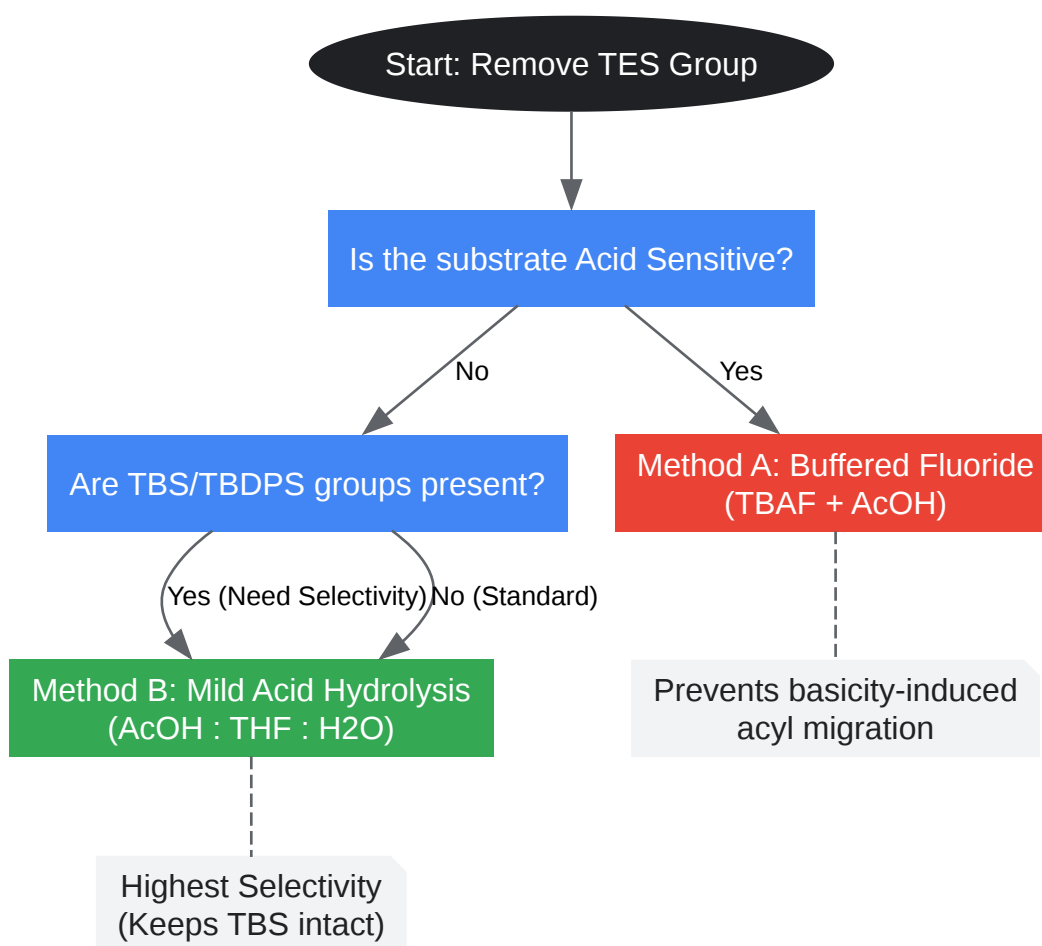 Start: Remove TES Group
Is the substrate Acid Sensitive?
No
Yes
Are TBS/TBDPS groups present?
Method A: Buffered Fluoride
(TBAF + AcOH)
Yes (Need Selectivity)
No (Standard)
Method B: Mild Acid Hydrolysis
(AcOH : THF : H2O)
Prevents basicity-induced
acyl migration
Highest Selectivity
(Keeps TBS intact)